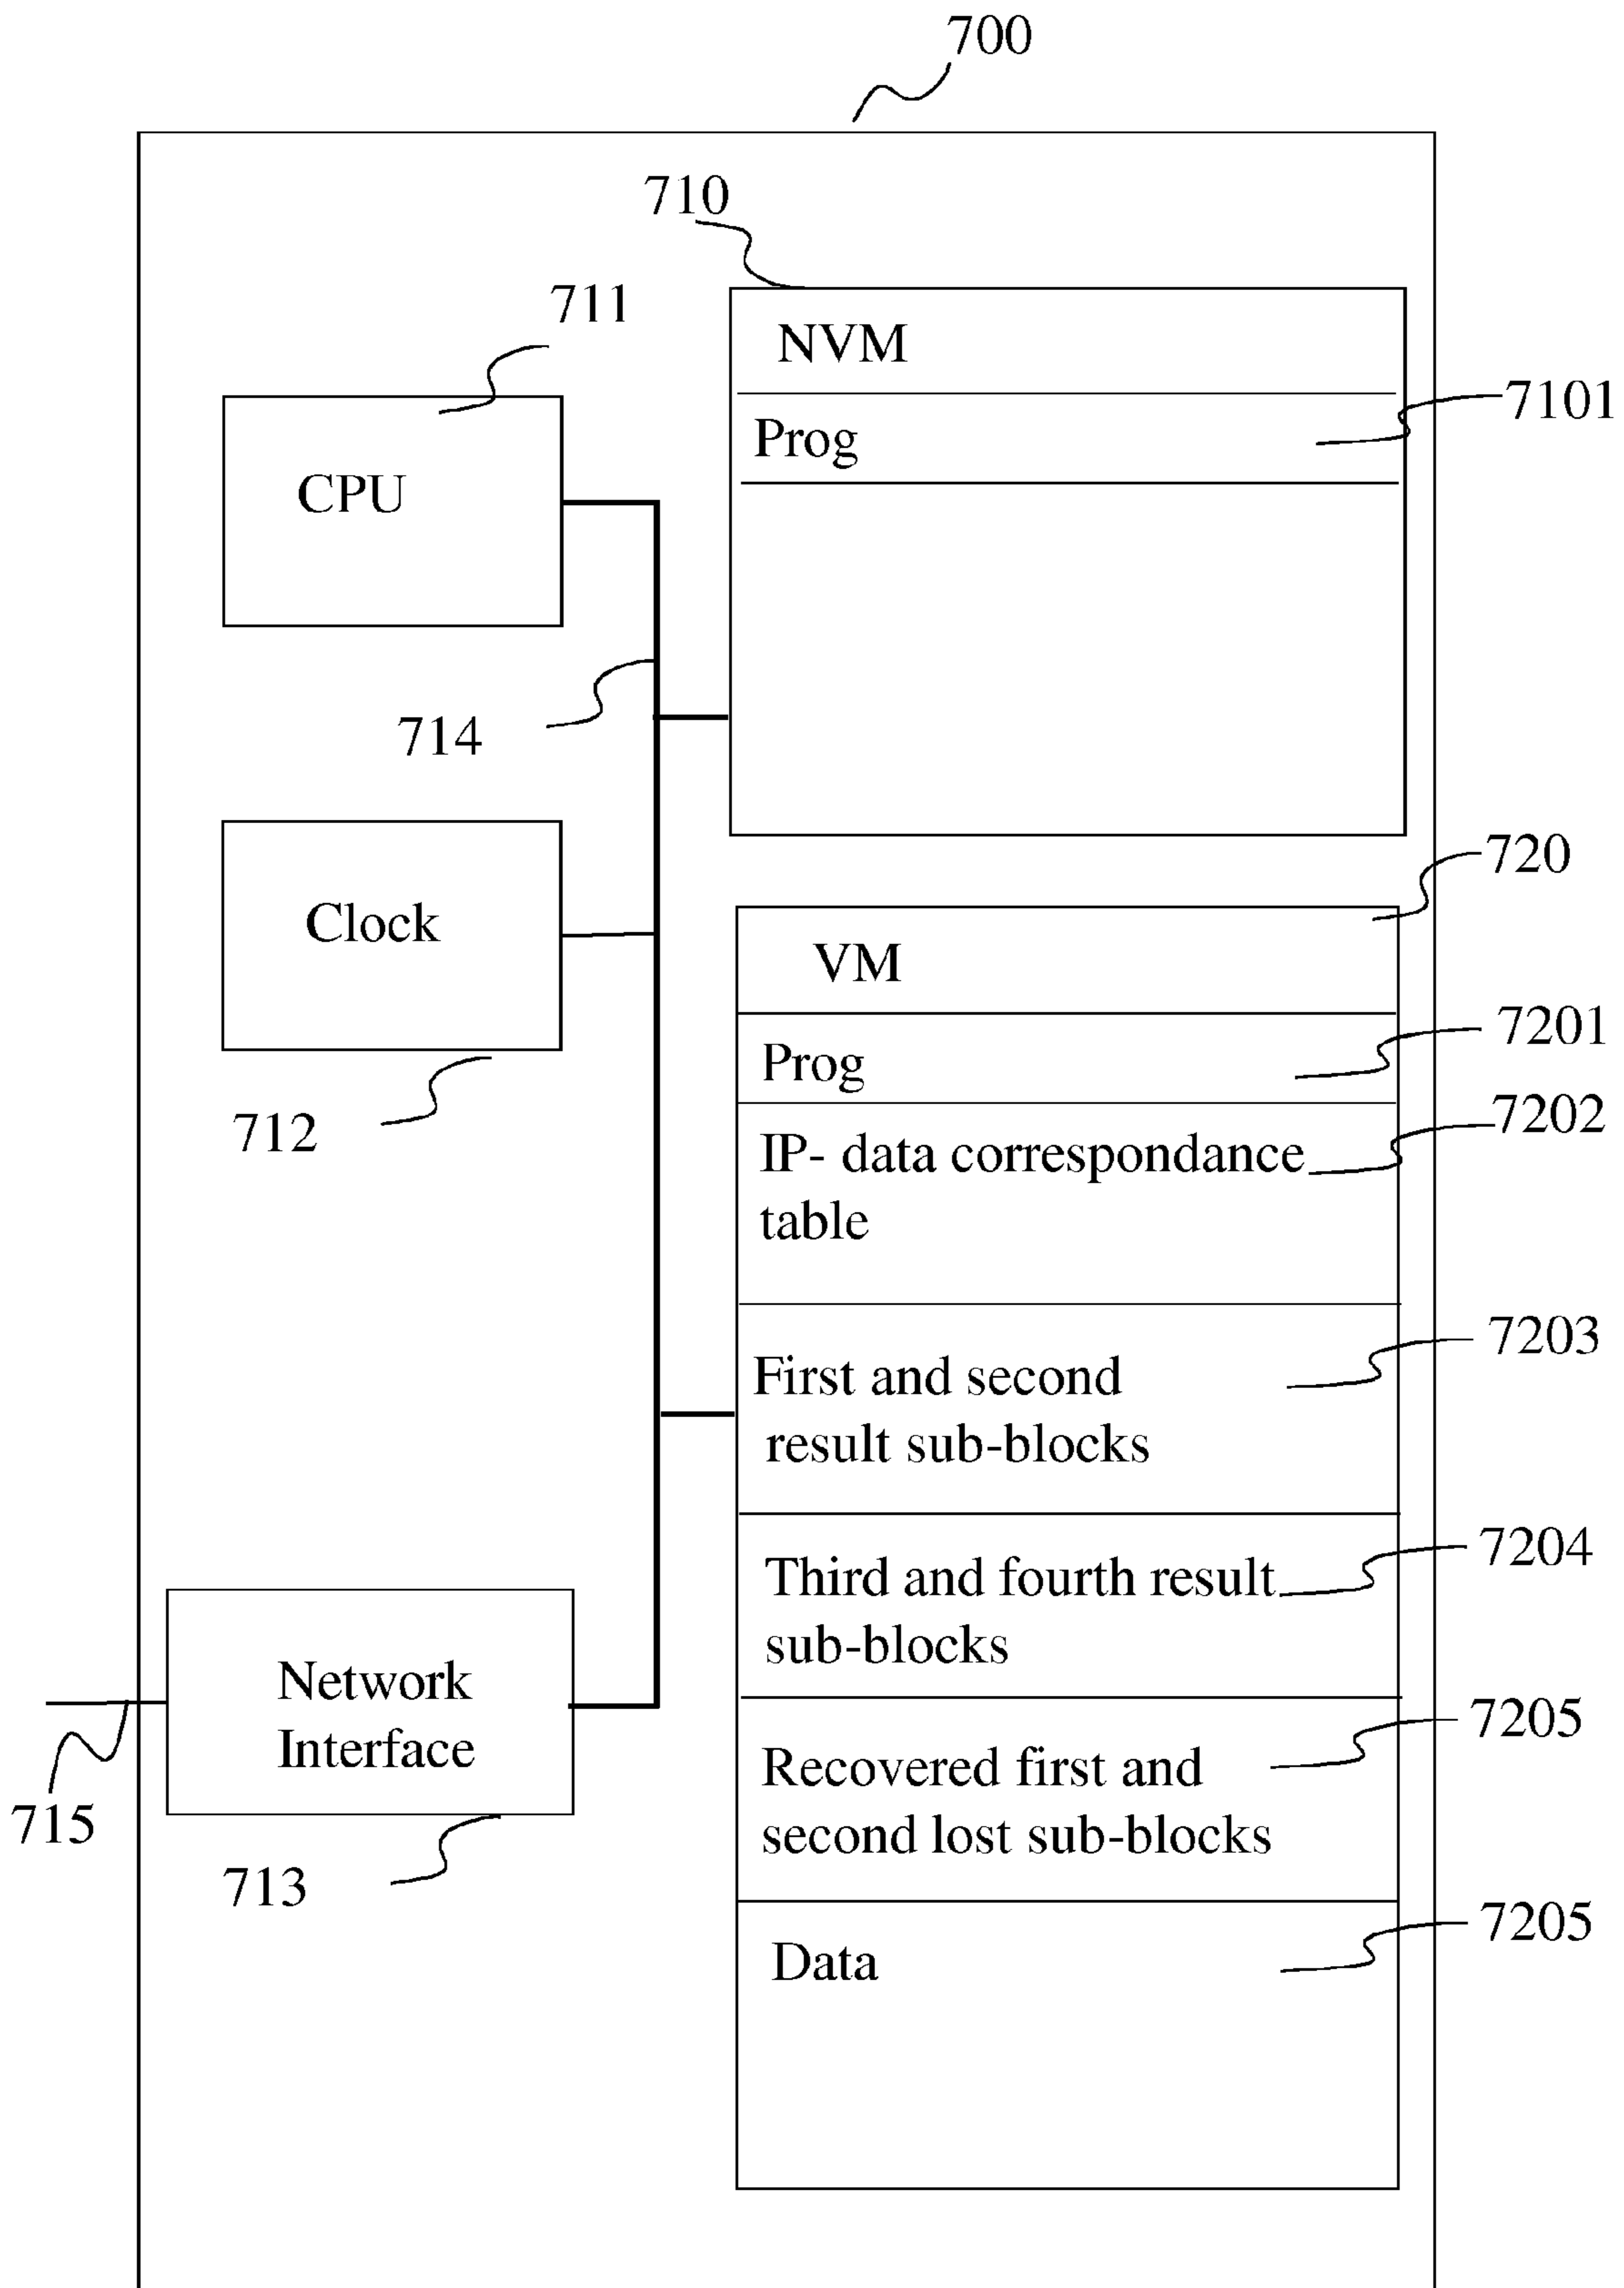 700
710
711
NVM
7101
Prog
CPU
714
720
Clock
VM
7201
Prog
7202
712
IP- data correspondance
table
7203
First and second
result sub-blocks
7204
Third and fourth result
sub-blocks
Network
Interface
7205
Recovered first and
second lost sub-blocks
715
713
7205
Data